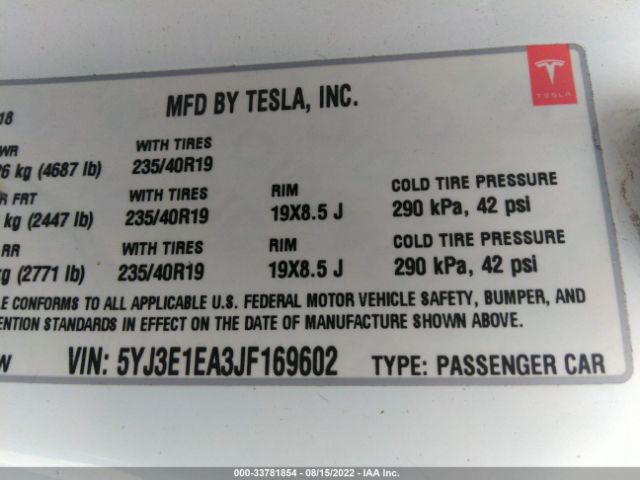 18
MFD BY TESLA, INC.
TESLA
WR WITH TIRES
26 kg (4687 lb) 235/40R19
R FRT WITH TIRES RIM COLD TIRE PRESSURE
kg (2447 lb) 235/40R19 19X8.5 J 290 kPa, 42 psi
RR WITH TIRES RIM COLD TIRE PRESSURE
kg (2771 lb) 235/40R19 19X8.5 J 290 kPa, 42 psi
LE CONFORMS TO ALL APPLICABLE U.S. FEDERAL MOTOR VEHICLE SAFETY, BUMPER, AND
ENTION STANDARDS IN EFFECT ON THE DATE OF MANUFACTURE SHOWN ABOVE.
VIN: 5YJ3E1EA3JF169602 TYPE: PASSENGER CAR
000-33781854 - 08/15/2022 - IAA Inc.